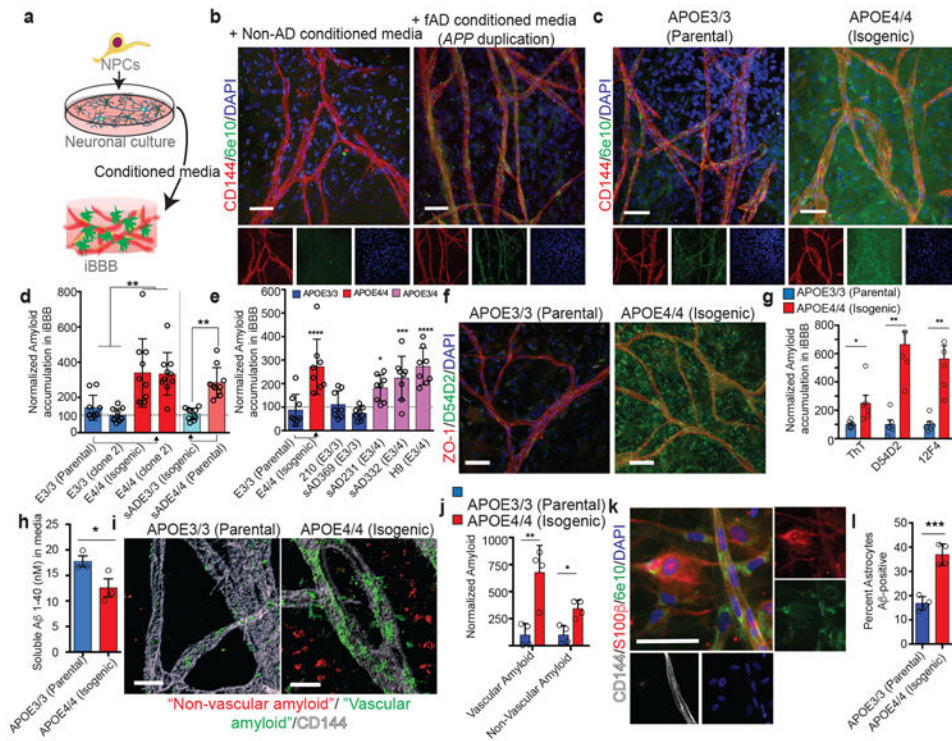 a
NPCs
Neuronal culture
Conditioned media
iBBB
b
+ Non-AD conditioned media
+ fAD conditioned media
(APP duplication)
CD144/6e10/DAPI
c
APOE3/3
(Parental)
APOE4/4
(Isogenic)
CD144/6e10/DAPI
d
Normalized Amyloid
accumulation in iBBB
800
600
400
200
100
0
**
**
E3/3 (Parental)
E3/3 (clone 2)
E4/4 (Isogenic)
E4/4 (clone 2)
sADE3/3 (Isogenic)
sADE4/4 (Parental)
e
APOE3/3
APOE4/4
APOE3/4
Normalized Amyloid
accumulation in iBBB
800
600
400
200
100
0
****
*
***
****
E3/3 (Parental)
E4/4 (Isogenic)
210 (E3/3)
sAD369 (E3/3)
sAD231 (E3/4)
sAD332 (E3/4)
H9 (E3/4)
f
APOE3/3 (Parental)
APOE4/4 (Isogenic)
ZO-1/D54D2/DAPI
g
APOE3/3 (Parental)
APOE4/4 (Isogenic)
Normalized Amyloid
accumulation in iBBB
800
600
400
200
0
*
**
**
ThT
D54D2
12F4
h
Soluble Aβ 1-40 (nM) in media
25
20
15
10
5
0
*
APOE3/3 (Parental)
APOE4/4 (Isogenic)
i
APOE3/3 (Parental)
APOE4/4 (Isogenic)
"Non-vascular amyloid"/ "Vascular
amyloid"/CD144
j
APOE3/3 (Parental)
APOE4/4 (Isogenic)
Normalized Amyloid
1000
750
500
250
0
**
*
Vascular Amyloid
Non-Vascular Amyloid
k
CD144/S100β/6e10/DAPI
l
Percent Astrocytes
Aβ-positive
50
40
30
20
10
0
***
APOE3/3 (Parental)
APOE4/4 (Isogenic)